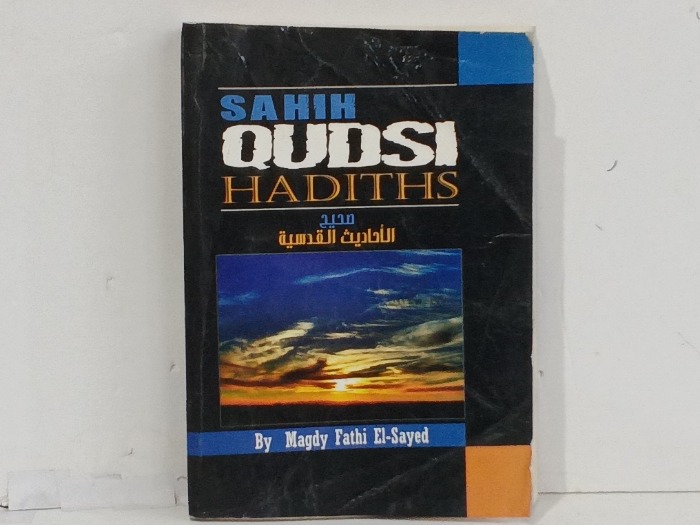 SAHIH
QUDSI
HADITHS
صحيح
الأحاديث القدسية
By Magdy Fathi El-Sayed